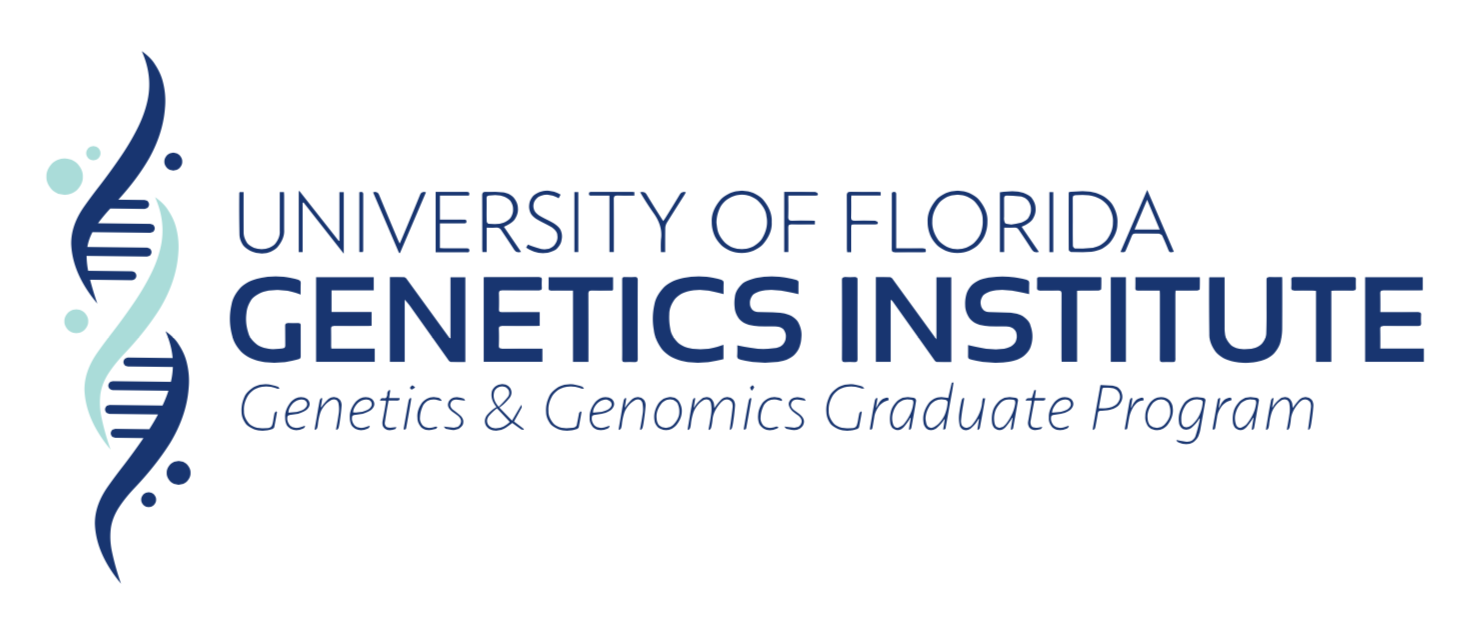 UNIVERSITY OF FLORIDA
GENETICS INSTITUTE
Genetics & Genomics Graduate Program